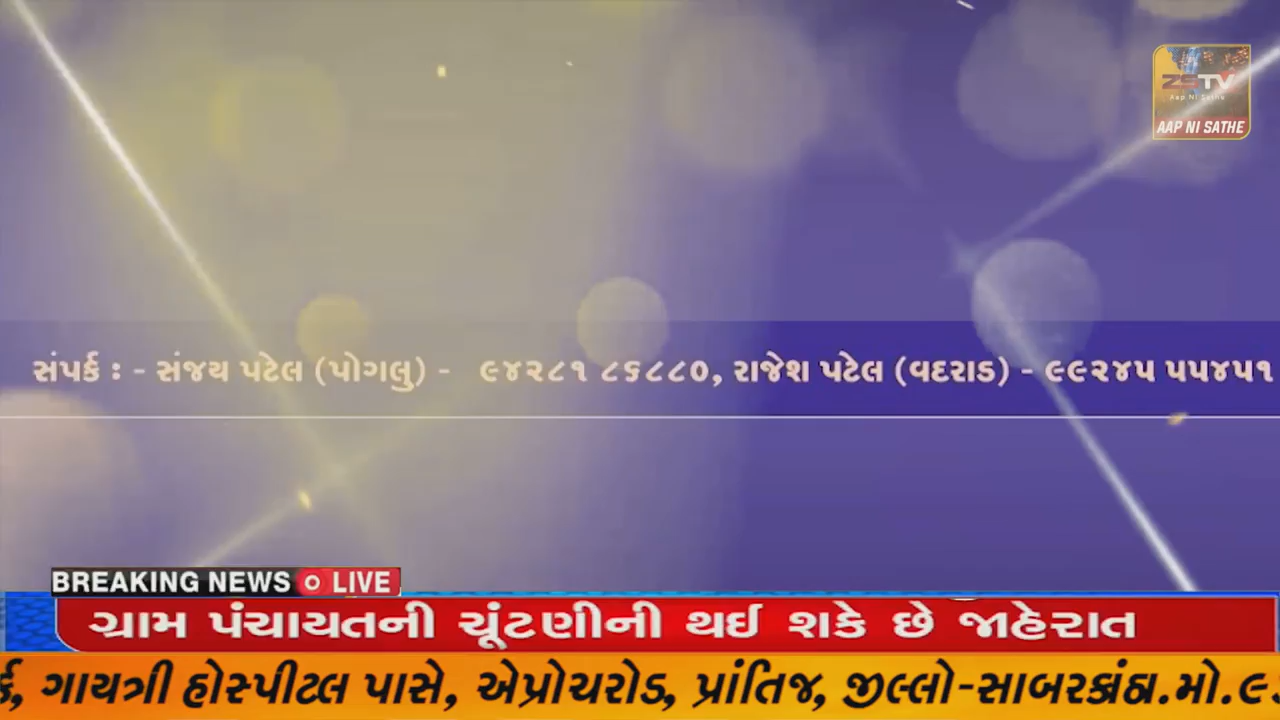 ZSTV
Aap Ni Sathe
AAP NI SATHE
સંપર્ક : - સંજય પટેલ (પોગલુ) - ૯૪૨૮૧ ૮૬૮૮૦, રાજેશ પટેલ (વદરાડ) - ૯૯૨૪૫ ૫૫૪૫૧
BREAKING NEWS LIVE
ગ્રામ પંચાયતની ચૂંટણીની થઈ શકે છે જાહેરાત
ગાયત્રી હોસ્પીટલ પાસે, એપ્રોચરોડ, પ્રાંતિજ, જીલ્લો-સાબરકાંઠા.મો.૯